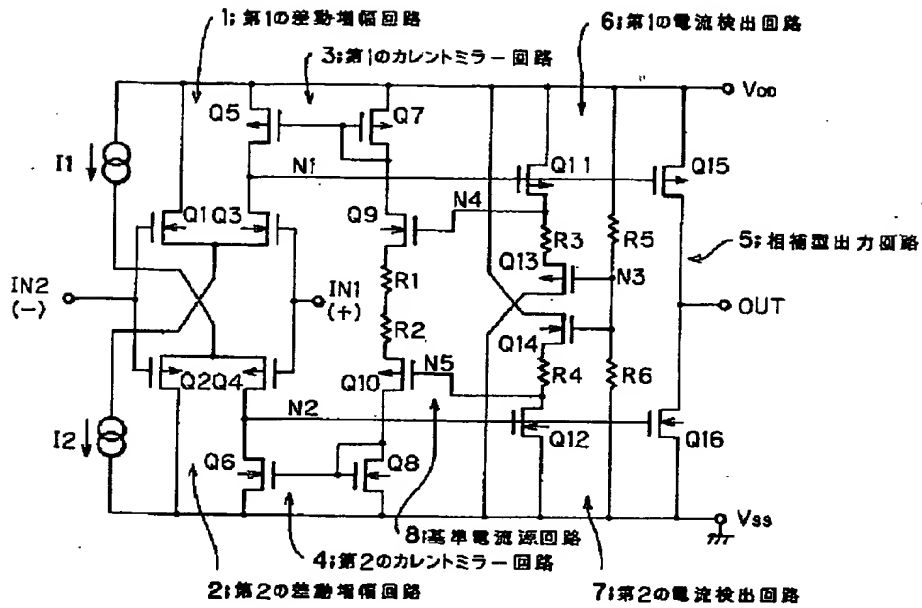 1;第1の差動増幅回路
6;第1の電流検出回路
3;第1のカレントミラー回路
VDD
Q5
Q7
I1
N1
Q11
Q15
Q1
Q3
Q9
N4
R3
R5
5;相補型出力回路
Q13
N3
IN2
(−)
IN1
(+)
R1
OUT
R2
Q14
Q2
Q4
Q10
N5
R4
R6
N2
Q12
Q16
I2
Q6
Q8
VSS
8;基準電流源回路
4;第2のカレントミラー回路
2;第2の差動増幅回路
7;第2の電流検出回路